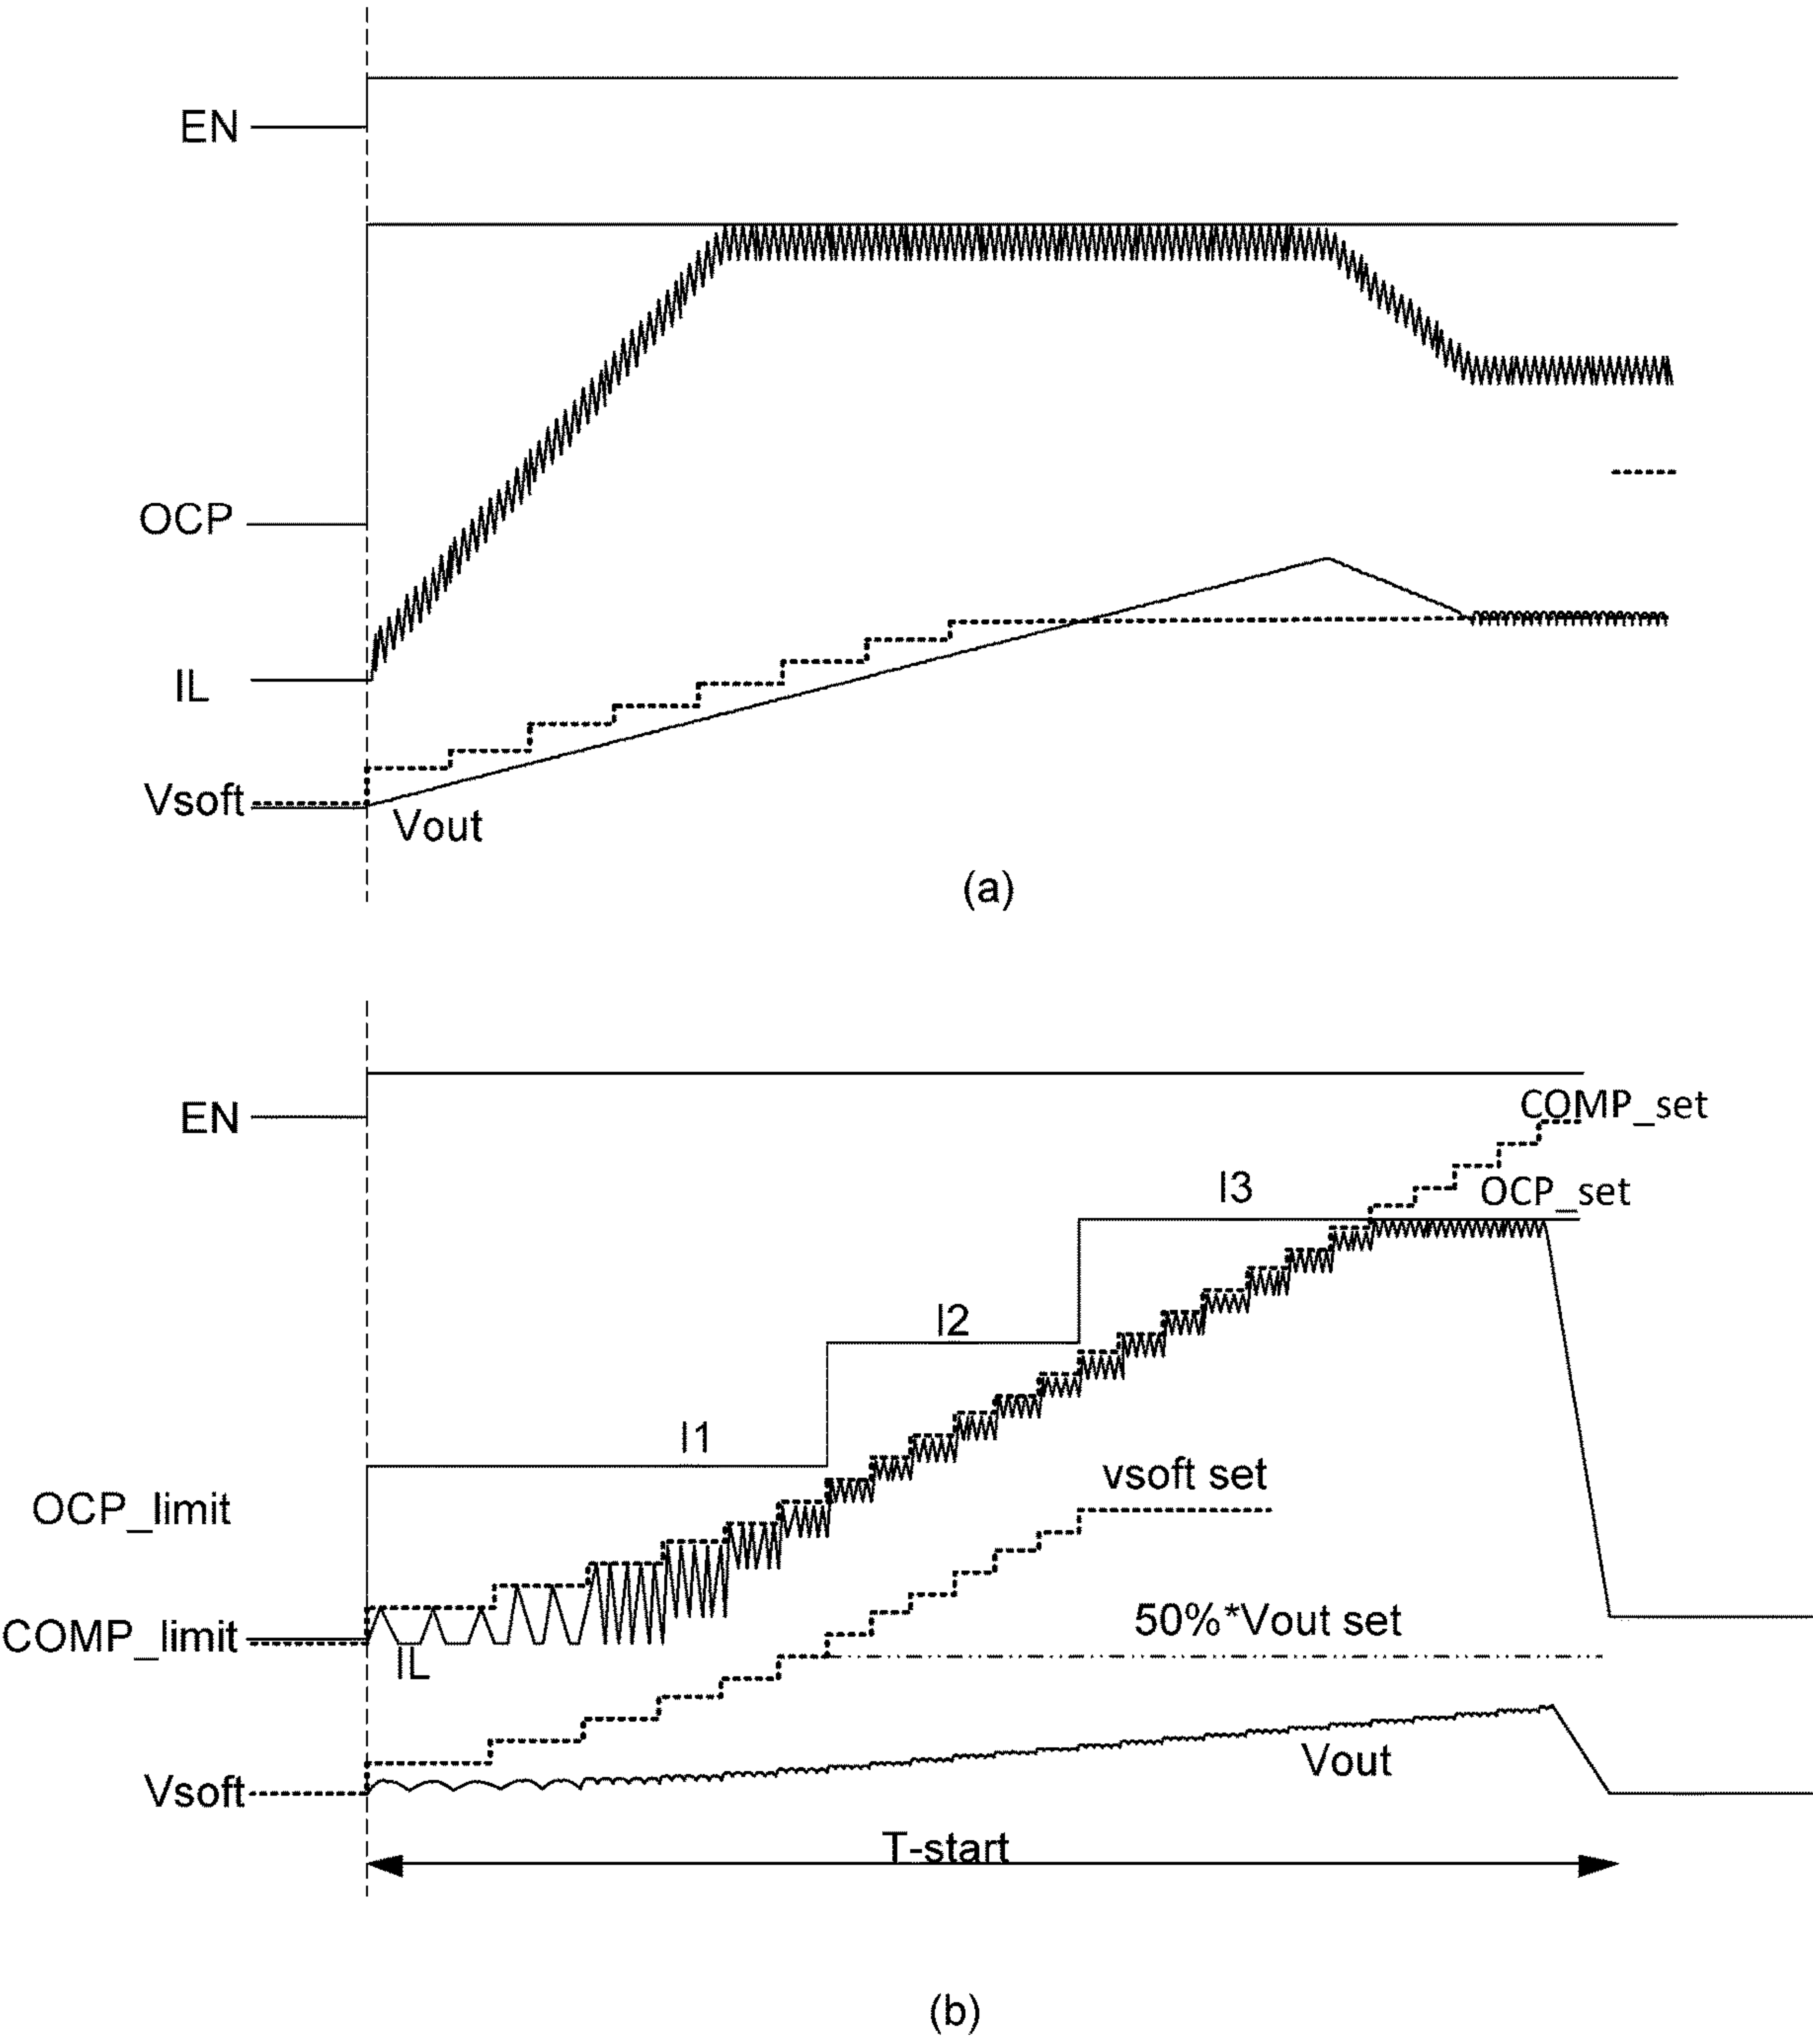 EN
OCP
IL
Vsoft
Vout
(a)
EN
COMP_set
I3
OCP_set
I2
I1
vsoft set
OCP_limit
50%*Vout set
COMP_limit
IL
Vout
Vsoft
T-start
(b)